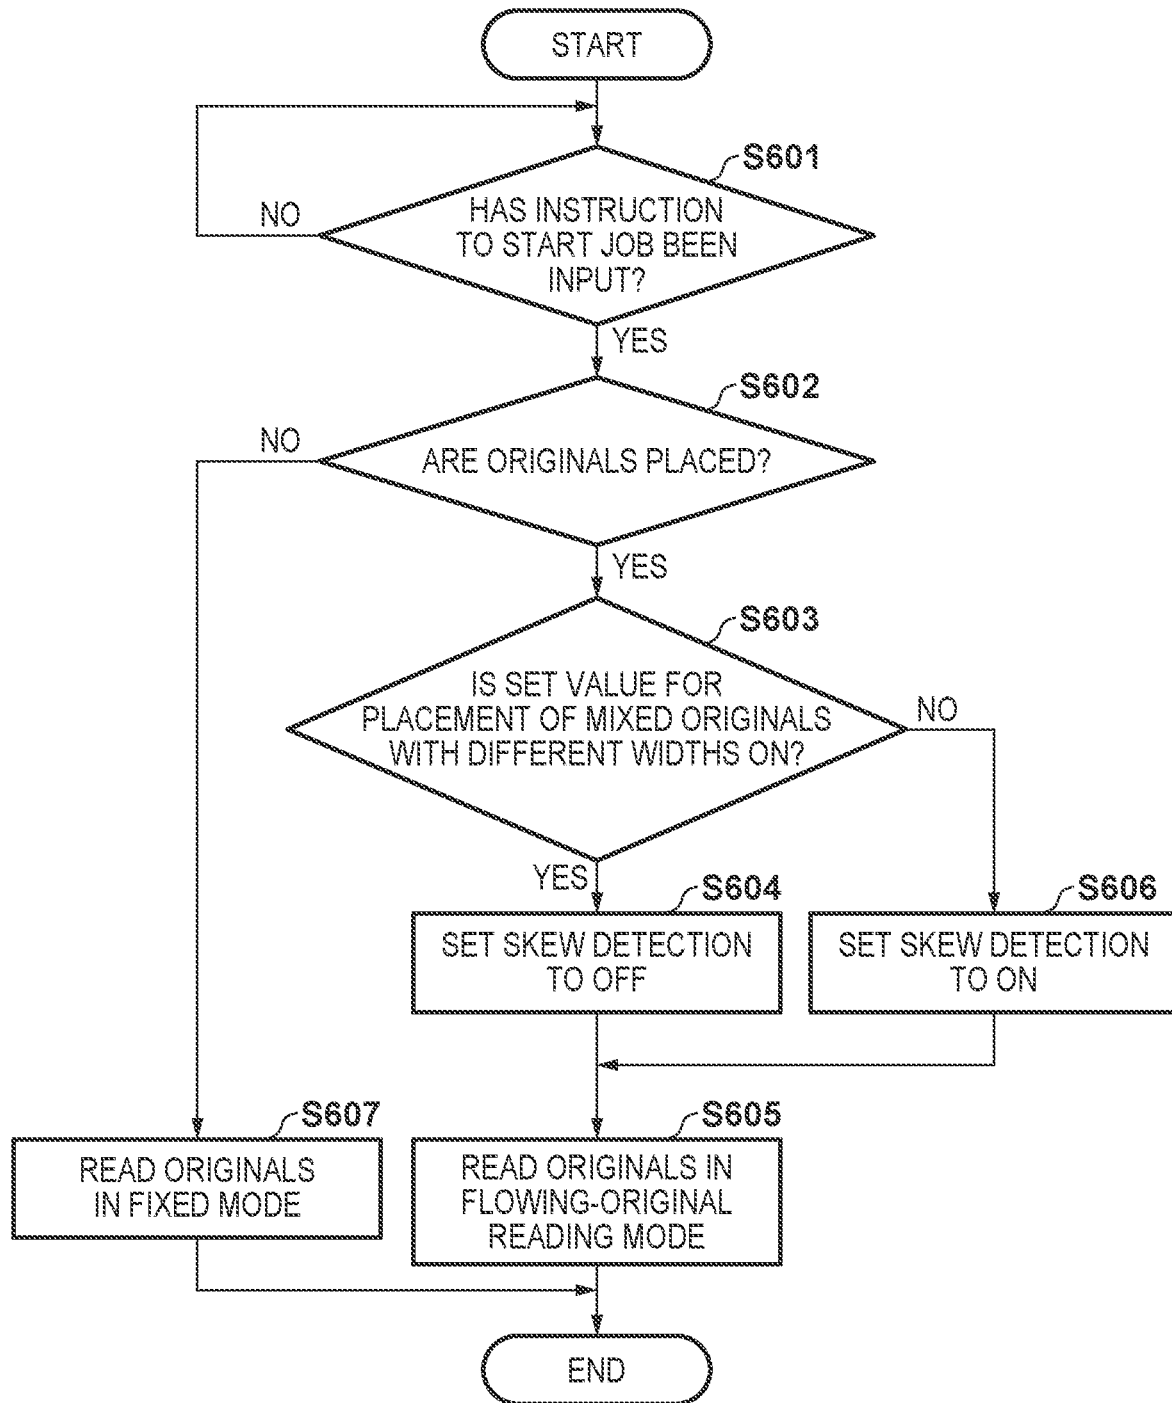 START
S601
HAS INSTRUCTION
TO START JOB BEEN
INPUT?
NO
YES
S602
ARE ORIGINALS PLACED?
NO
YES
S603
IS SET VALUE FOR
PLACEMENT OF MIXED ORIGINALS
WITH DIFFERENT WIDTHS ON?
NO
YES
S604
SET SKEW DETECTION
TO OFF
S606
SET SKEW DETECTION
TO ON
S607
READ ORIGINALS
IN FIXED MODE
S605
READ ORIGINALS IN
FLOWING-ORIGINAL
READING MODE
END